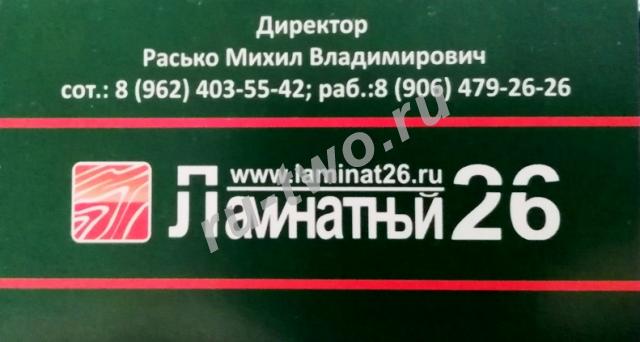 Директор
Расько Михил Владимирович
сот.: 8 (962) 403-55-42; раб.:8 (906) 479-26-26
www.laminat26.ru
Ламнатный 26
ru-two.ru